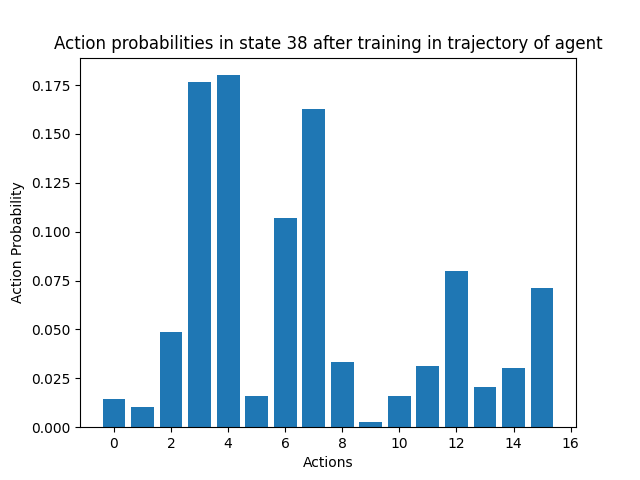 Action probabilities in state 38 after training in trajectory of agent
0.175
0.150
0.125
0.100
0.075
0.050
0.025
0.000
Action Probability
0 2 4 6 8 10 12 14 16
Actions